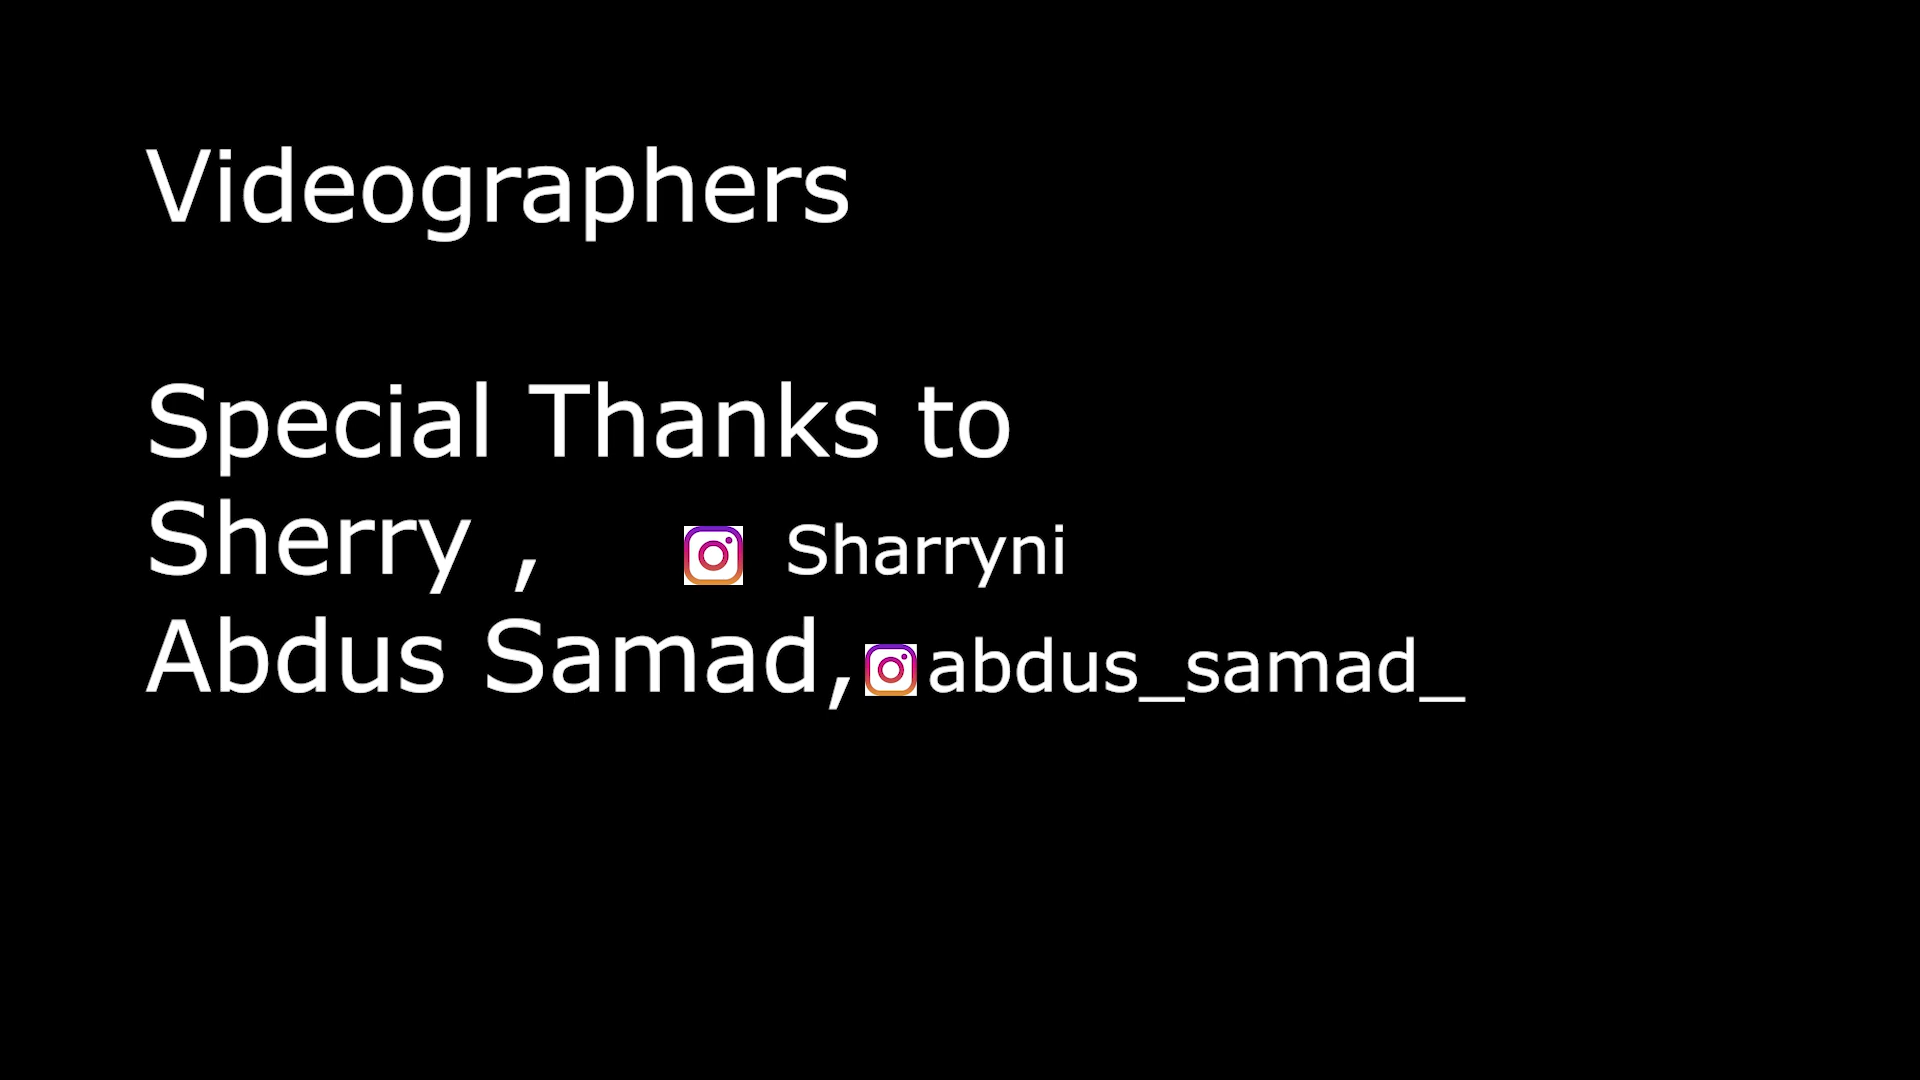 Videographers
Special Thanks to
Sherry , Sharryni
Abdus Samad, abdus_samad_